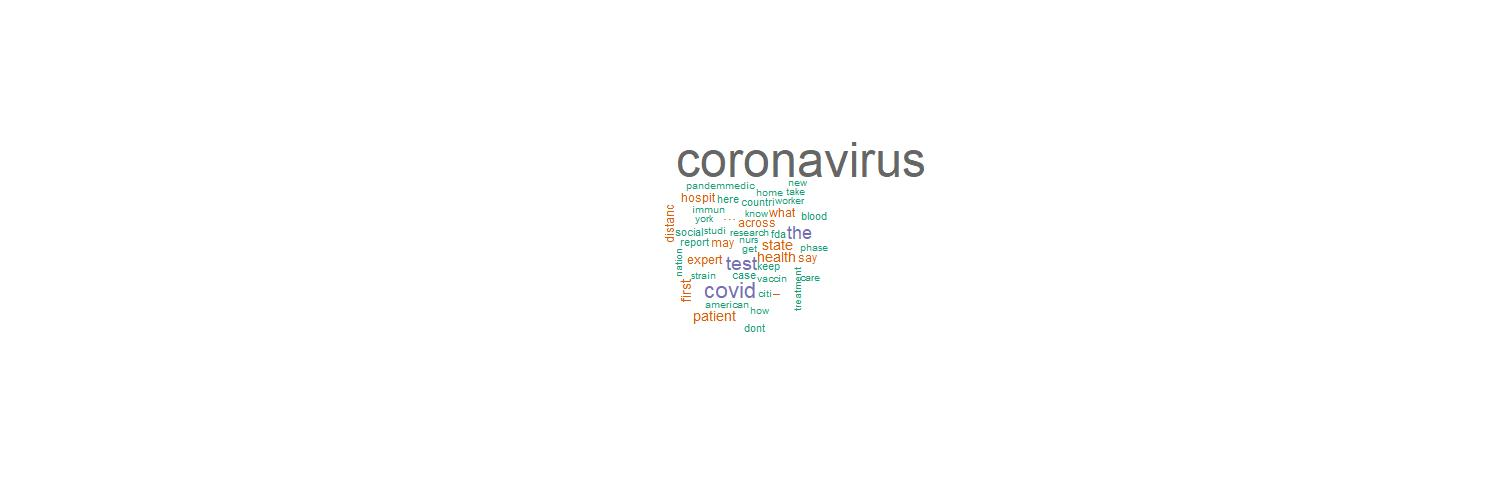 coronavirus
pandem medic new
home take
hospit here countri worker
distanc immun know what
york ... across blood
social studi research fda the
report may nurs state phase
get
nation expert test health say
keep
strain case vaccin care
first covid citi – treatment
american how
patient
dont